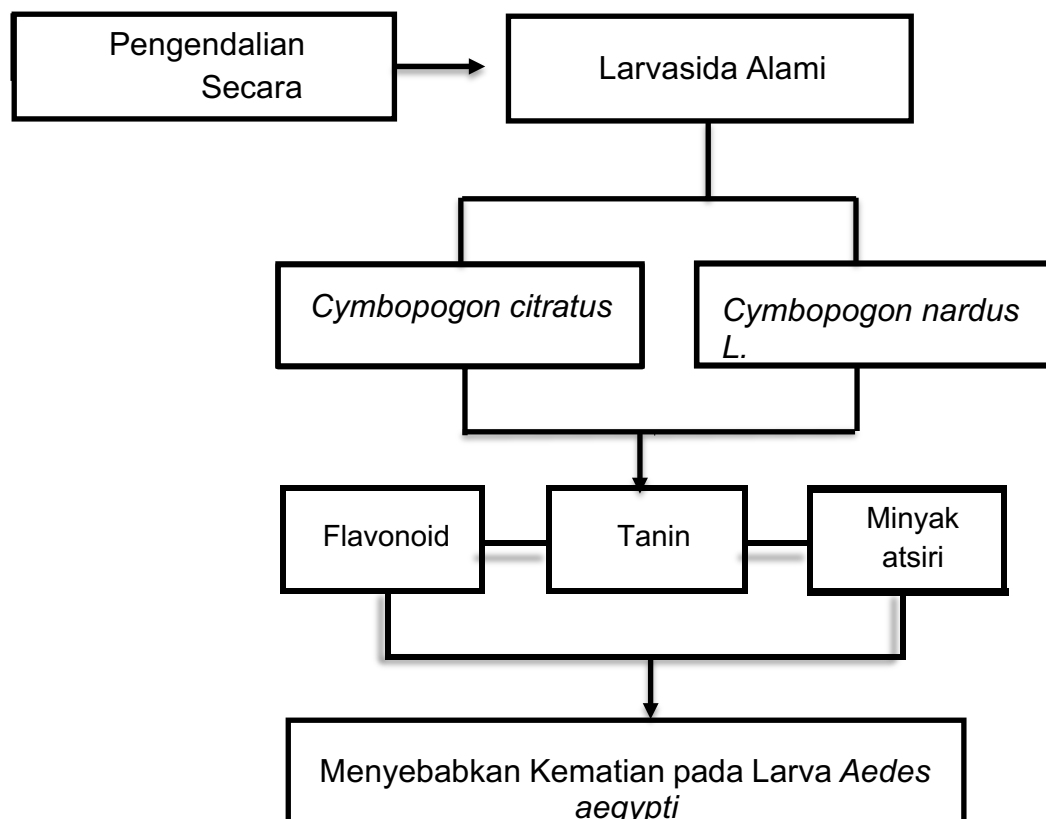 Pengendalian
Secara
Larvasida Alami
Cymbopogon citratus
Cymbopogon nardus
L.
Flavonoid
Tanin
Minyak
atsiri
Menyebabkan Kematian pada Larva Aedes
aegypti